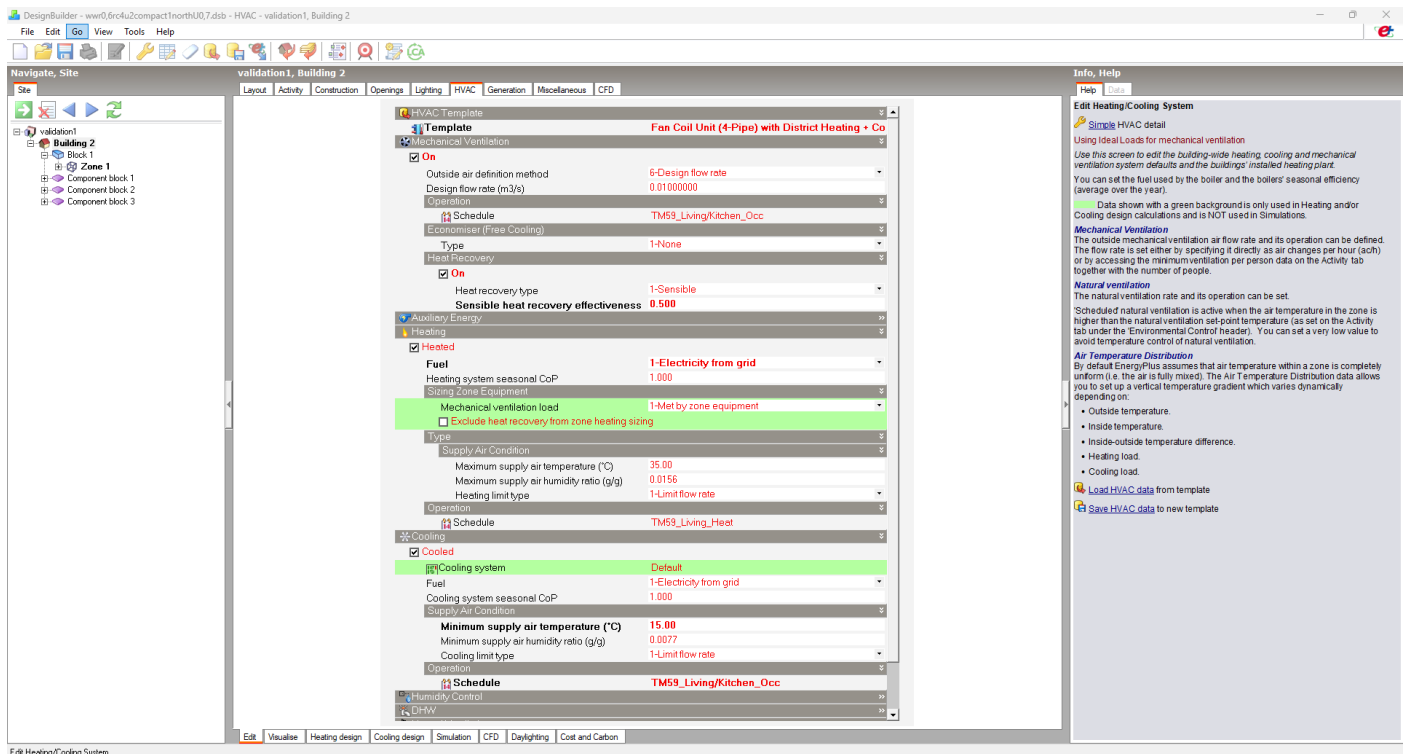 DesignBuilder - wwr0,6rc4u2compact1northU0,7.dsb - HVAC - validation1, Building 2
File Edit Go View Tools Help
Navigate, Site
Site
validation1
Building 2
Block 1
Zone 1
Component block 1
Component block 2
Component block 3
validation1, Building 2
Layout Activity Construction Openings Lighting HVAC Generation Miscellaneous CFD
HVAC Template
Template Fan Coil Unit (4-Pipe) with District Heating + Co
Mechanical Ventilation
On
Outside air definition method 6-Design flow rate
Design flow rate (m3/s) 0.01000000
Operation
Schedule TM59_Living/Kitchen_Occ
Economiser (Free Cooling)
Type 1-None
Heat Recovery
On
Heat recovery type 1-Sensible
Sensible heat recovery effectiveness 0.500
Auxiliary Energy
Heating
Heated
Fuel 1-Electricity from grid
Heating system seasonal CoP 1.000
Sizing Zone Equipment
Mechanical ventilation load 1-Met by zone equipment
Exclude heat recovery from zone heating sizing
Type
Supply Air Condition
Maximum supply air temperature (°C) 35.00
Maximum supply air humidity ratio (g/g) 0.0156
Heating limit type 1-Limit flow rate
Operation
Schedule TM59_Living_Heat
Cooling
Cooled
Cooling system Default
Fuel 1-Electricity from grid
Cooling system seasonal CoP 1.000
Supply Air Condition
Minimum supply air temperature (°C) 15.00
Minimum supply air humidity ratio (g/g) 0.0077
Cooling limit type 1-Limit flow rate
Operation
Schedule TM59_Living/Kitchen_Occ
Humidity Control
DHW
Edit Visualise Heating design Cooling design Simulation CFD Daylighting Cost and Carbon
Info, Help
Help Data
Edit Heating/Cooling System
Simple HVAC detail
Using Ideal Loads for mechanical ventilation
Use this screen to edit the building-wide heating, cooling and mechanical
ventilation system defaults and the buildings' installed heating plant.
You can set the fuel used by the boiler and the boilers' seasonal efficiency
(average over the year).
Data shown with a green background is only used in Heating and/or
Cooling design calculations and is NOT used in Simulations.
Mechanical Ventilation
The outside mechanical ventilation air flow rate and its operation can be defined.
The flow rate is set either by specifying it directly as air changes per hour (ac/h)
or by accessing the minimum ventilation per person data on the Activity tab
together with the number of people.
Natural ventilation
The natural ventilation rate and its operation can be set.
'Scheduled' natural ventilation is active when the air temperature in the zone is
higher than the natural ventilation set-point temperature (as set on the Activity
tab under the 'Environmental Control' header). You can set a very low value to
avoid temperature control of natural ventilation.
Air Temperature Distribution
By default EnergyPlus assumes that air temperature within a zone is completely
uniform (i.e. the air is fully mixed). The Air Temperature Distribution data allows
you to set up a vertical temperature gradient which varies dynamically
depending on:
• Outside temperature.
• Inside temperature.
• Inside-outside temperature difference.
• Heating load.
• Cooling load.
Load HVAC data from template
Save HVAC data to new template
Edit Heating/Cooling System